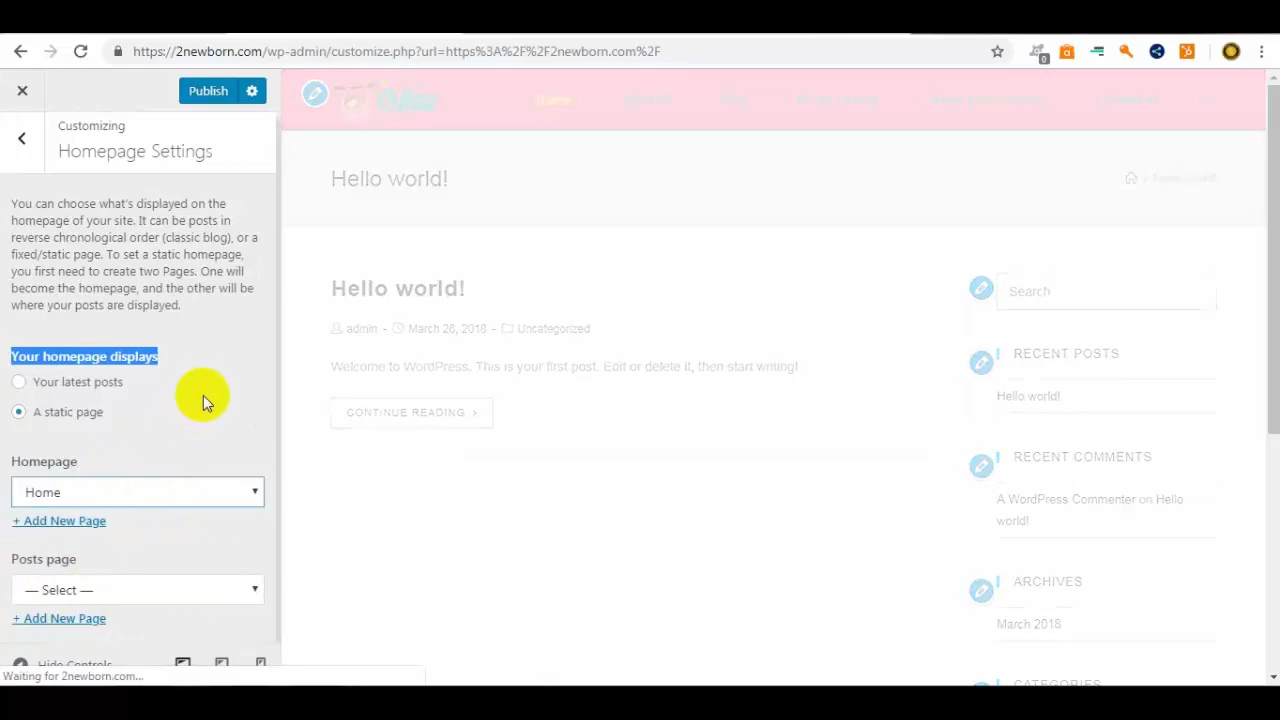 https://2newborn.com/wp-admin/customize.php?url=https%3A%2F%2F2newborn.com%2F
0
Publish
Customizing
Homepage Settings
You can choose what's displayed on the
homepage of your site. It can be posts in
reverse chronological order (classic blog), or a
fixed/static page. To set a static homepage,
you first need to create two Pages. One will
become the homepage, and the other will be
where your posts are displayed.
Your homepage displays
Your latest posts
A static page
Homepage
Home
+ Add New Page
Posts page
— Select —
+ Add New Page
Hide Controls
Waiting for 2newborn.com...
Home
Hello world!
Hello world!
admin - March 26, 2018 - Uncategorized
Welcome to WordPress. This is your first post. Edit or delete it, then start writing!
CONTINUE READING >
Search
RECENT POSTS
Hello world!
RECENT COMMENTS
A WordPress Commenter on Hello
world!
ARCHIVES
March 2018
CATEGORIES